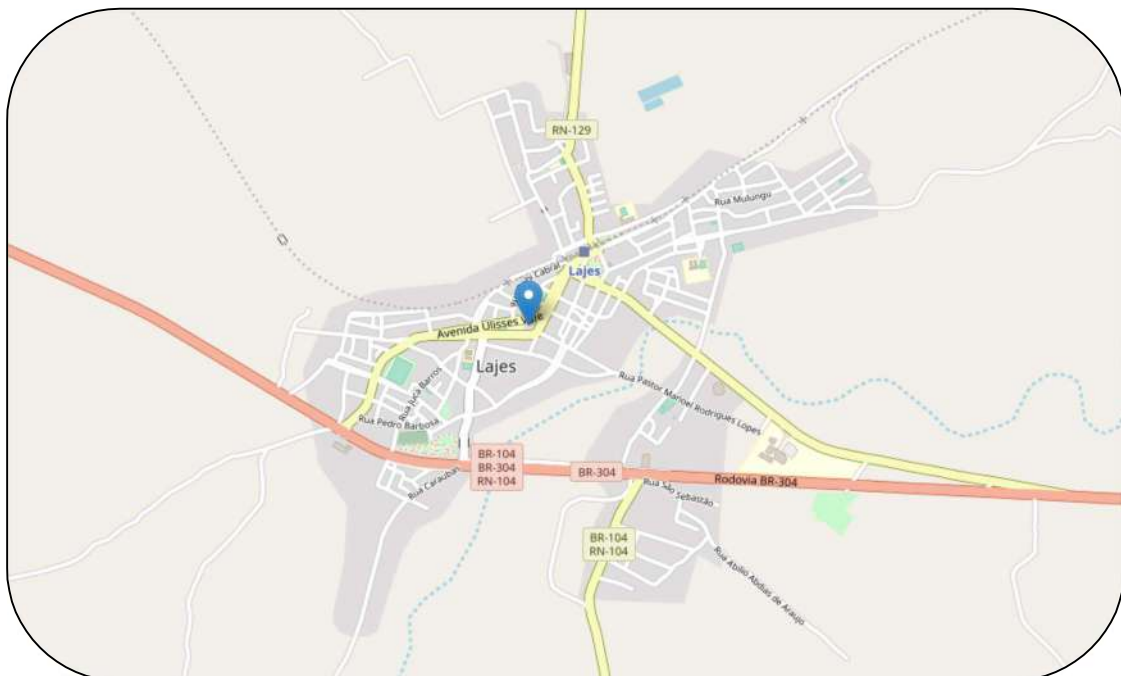 RN-129
Rua Mulungu
Cabral
Lajes
Avenida Ulisses Vale
Lajes
Rua Juca Barros
Rua Pastor Manoel Rodrigues Lopes
Rua Pedro Barbosa
BR-104
BR-304
RN-104
BR-304
Rua Caraúbas
Rodovia BR-304
Rua São Sebastião
BR-104
RN-104
Rua Abílio Abdias de Araújo